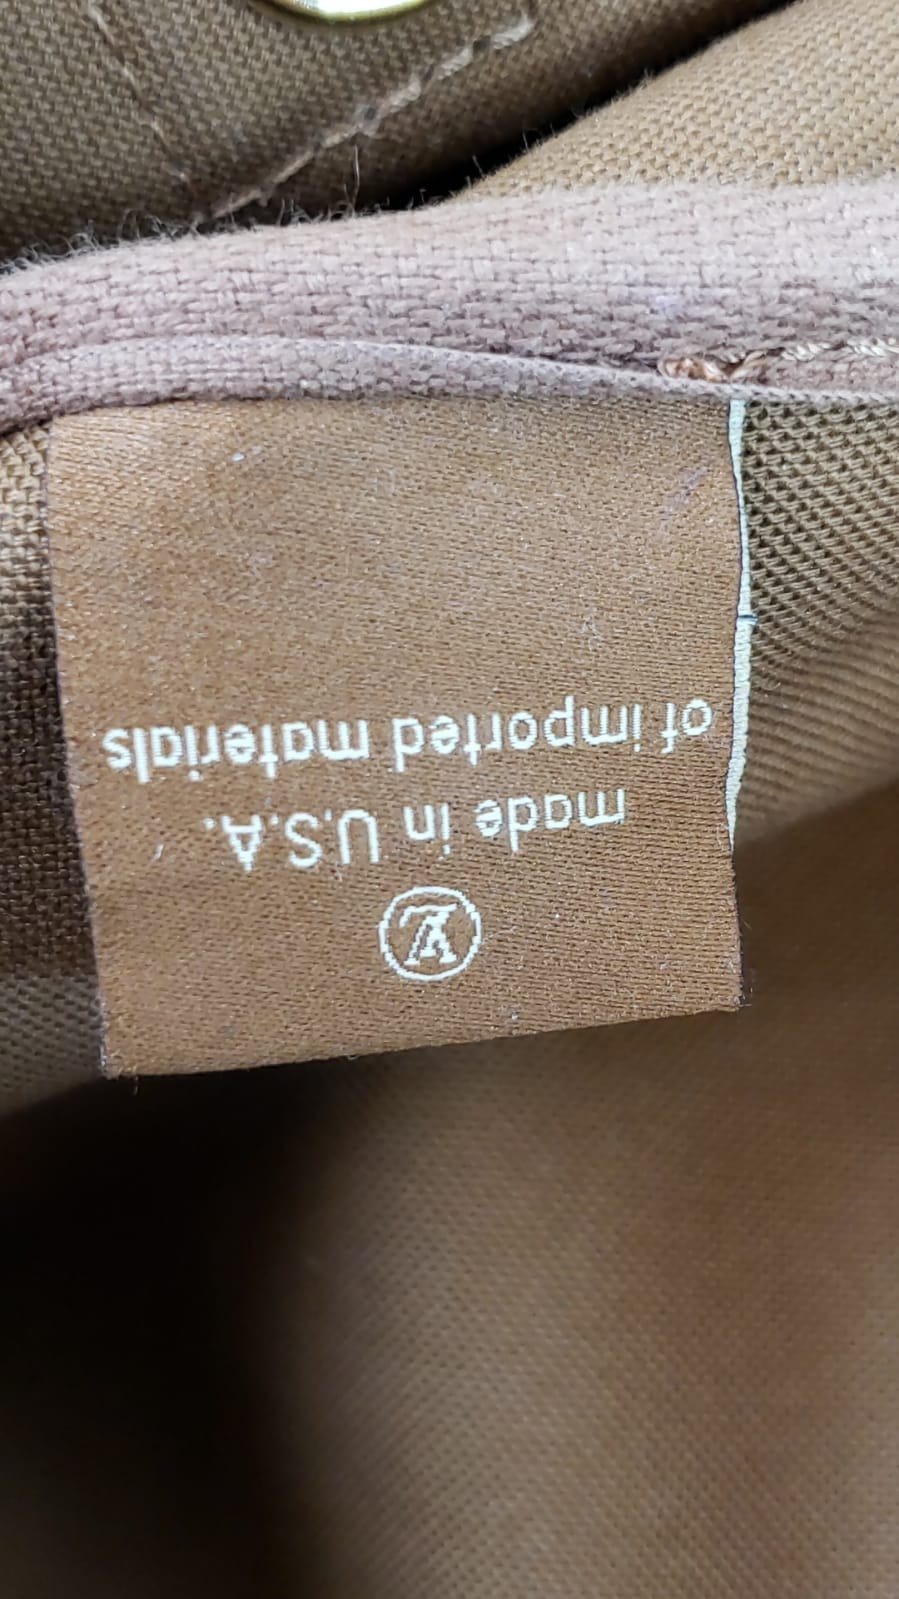 LV
made in U.S.A.
of imported materials